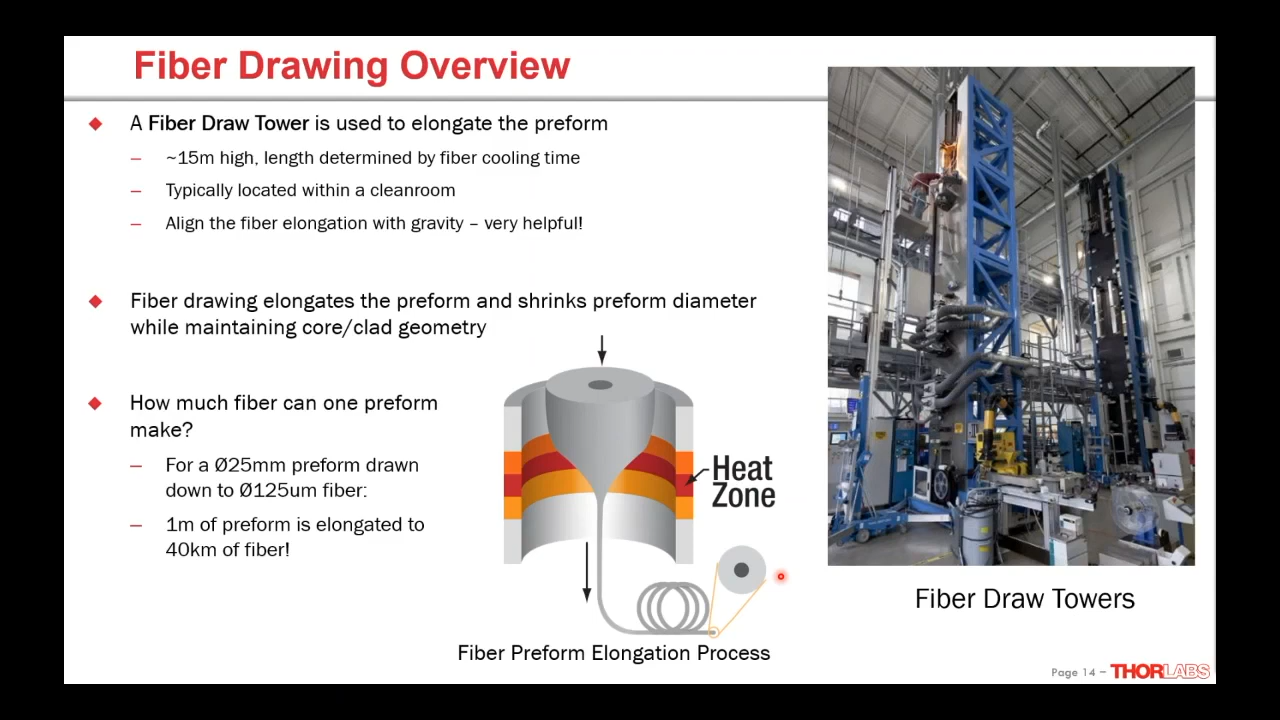 Fiber Drawing Overview
A Fiber Draw Tower is used to elongate the preform
– ~15m high, length determined by fiber cooling time
– Typically located within a cleanroom
– Align the fiber elongation with gravity – very helpful!
Fiber drawing elongates the preform and shrinks preform diameter
while maintaining core/clad geometry
How much fiber can one preform
make?
– For a Ø25mm preform drawn
down to Ø125um fiber:
– 1m of preform is elongated to
40km of fiber!
Heat
Zone
Fiber Preform Elongation Process
Fiber Draw Towers
Page 14 – THORLABS